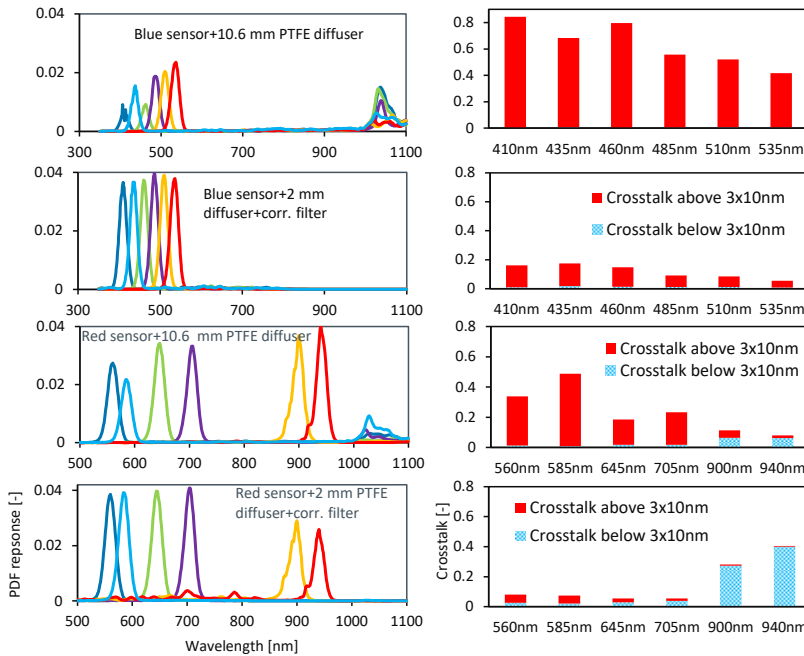 Blue sensor+10.6 mm PTFE diffuser
0.04
0.02
0
300 500 700 900 1100
0.8
0.6
0.4
0.2
0
410nm 435nm 460nm 485nm 510nm 535nm
Blue sensor+2 mm
diffuser+corr. filter
0.04
0.02
0
300 500 700 900 1100
Crosstalk above 3x10nm
Crosstalk below 3x10nm
0.8
0.6
0.4
0.2
0
410nm 435nm 460nm 485nm 510nm 535nm
Red sensor+10.6 mm PTFE diffuser
0.04
0.02
0
500 600 700 800 900 1000 1100
Crosstalk above 3x10nm
Crosstalk below 3x10nm
0.8
0.6
0.4
0.2
0
560nm 585nm 645nm 705nm 900nm 940nm
Red sensor+2 mm PTFE
diffuser+corr. filter
PDF repsonse [-]
0.04
0.02
0
500 600 700 800 900 1000 1100
Wavelength [nm]
Crosstalk above 3x10nm
Crosstalk below 3x10nm
Crosstalk [-]
0.8
0.6
0.4
0.2
0
560nm 585nm 645nm 705nm 900nm 940nm